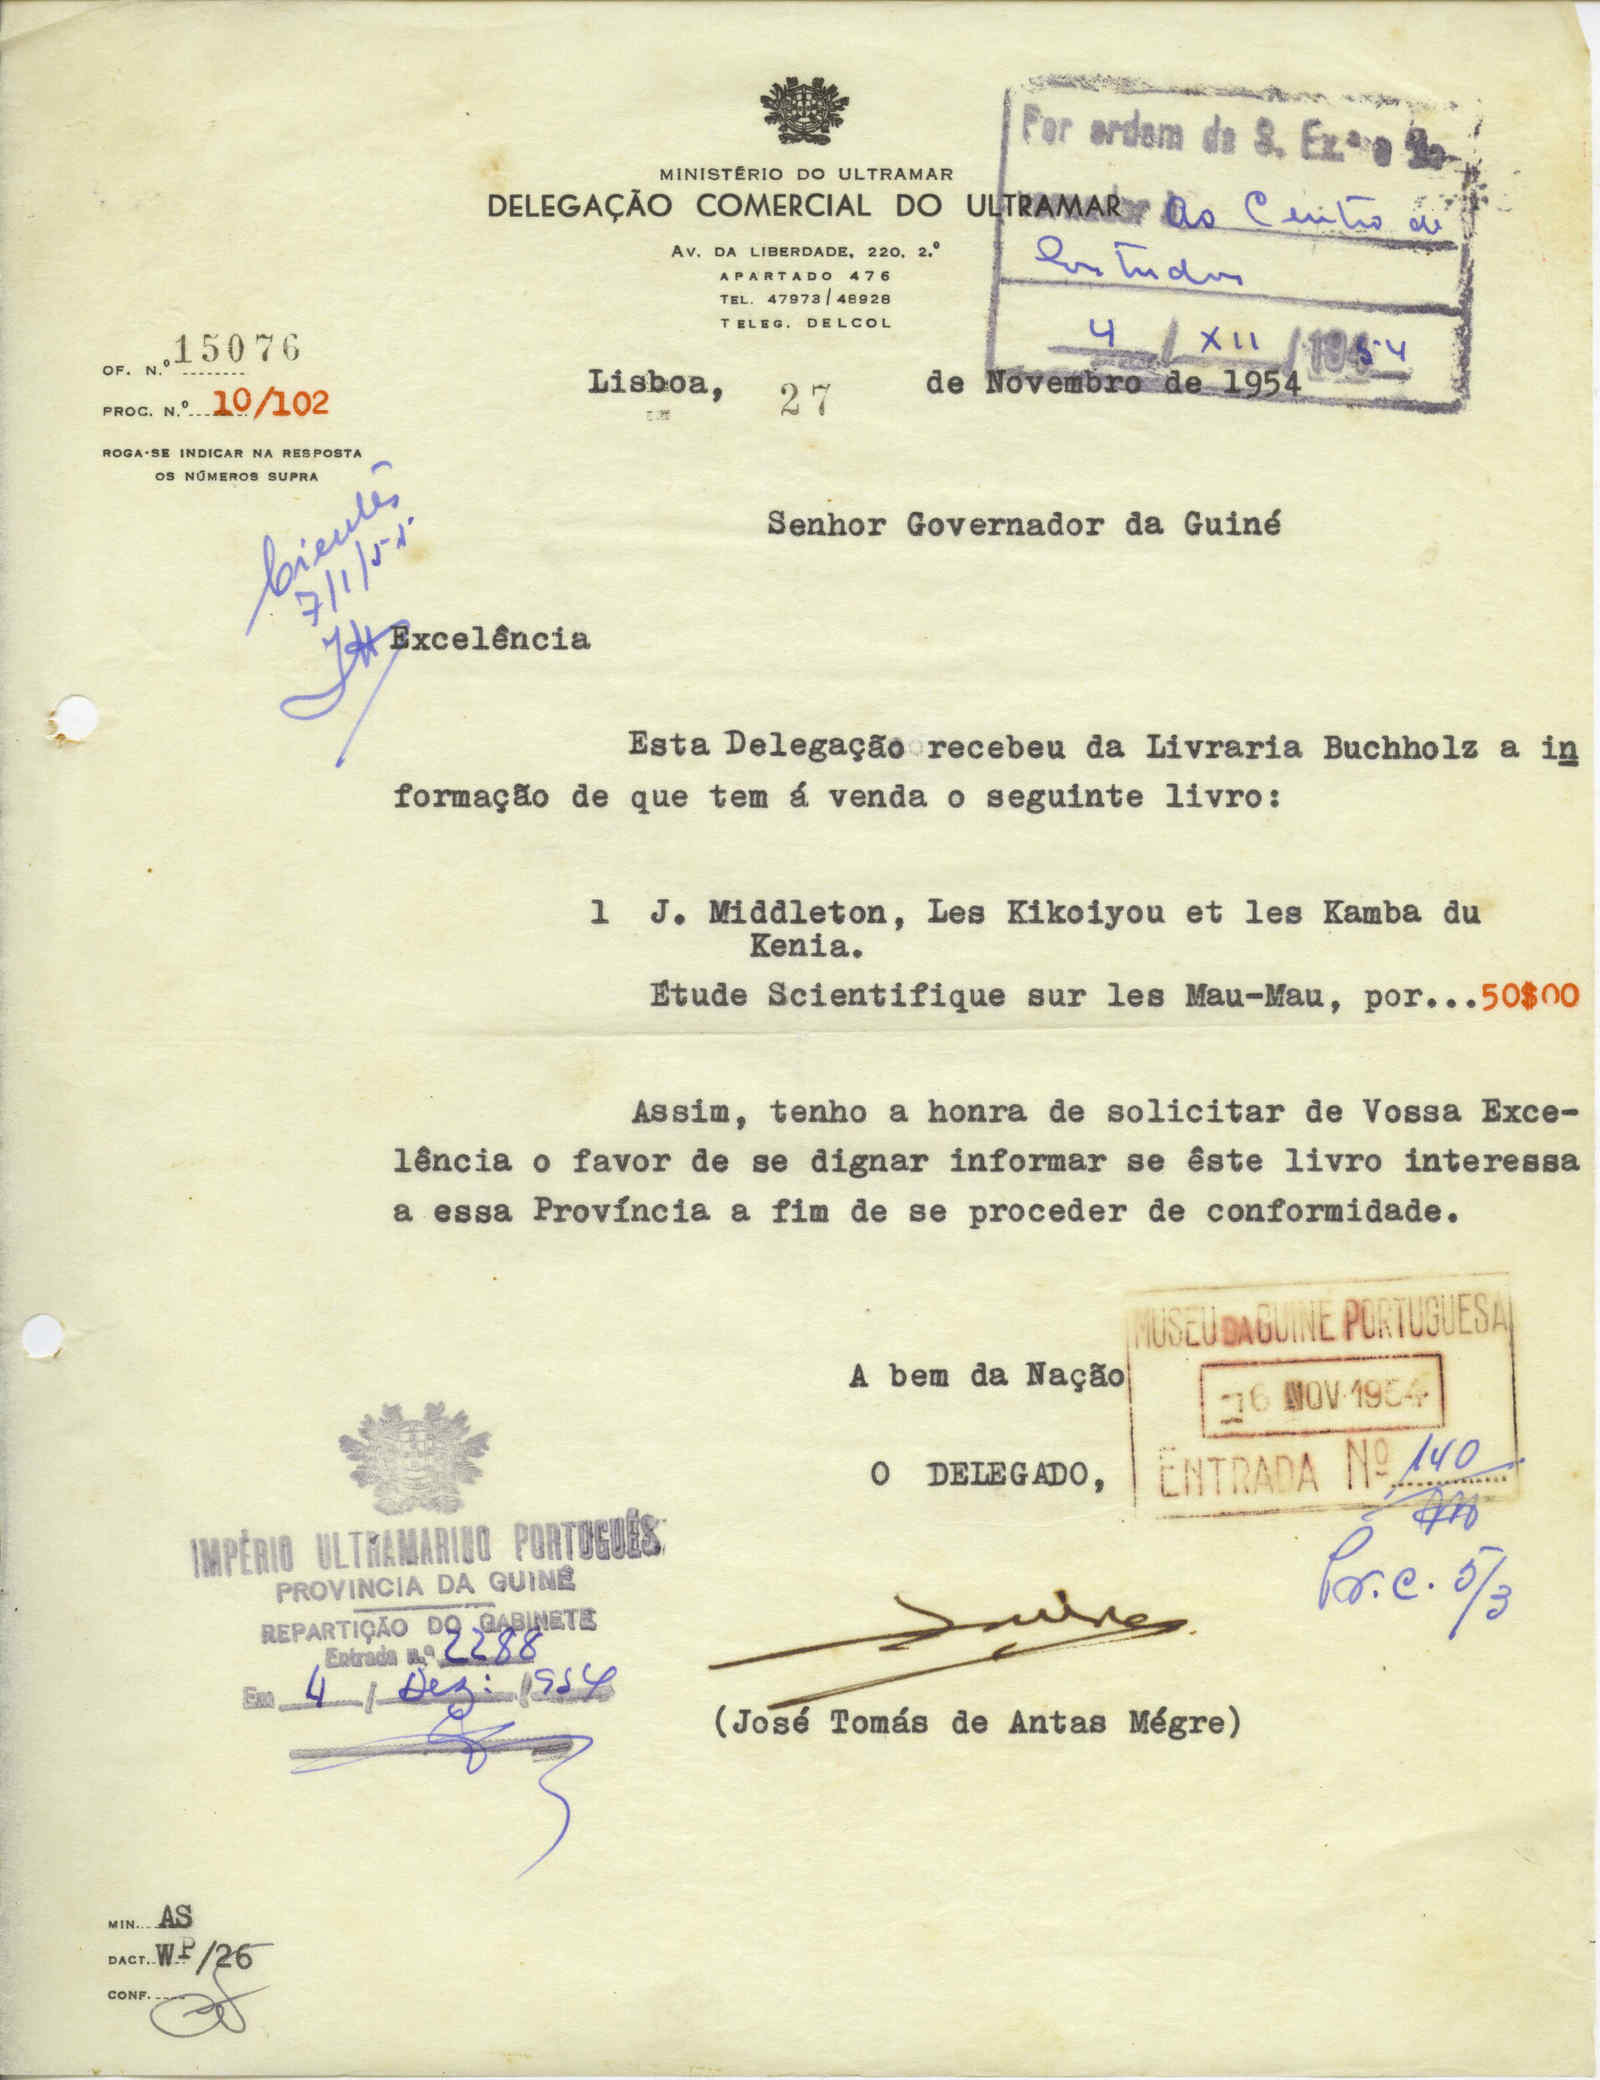 MINISTÉRIO DO ULTRAMAR
DELEGAÇÃO COMERCIAL DO ULTRAMAR
AV. DA LIBERDADE, 220, 2.º
APARTADO 476
TEL. 47973/48928
TELEG. DELCOL
Por ordem de S. Ex.ª o
Ao Centro de
Estudos
4 / XII / 1954
OF. N.º 15076
PROC. N.º 10/102
ROGA-SE INDICAR NA RESPOSTA
OS NÚMEROS SUPRA
Lisboa, 27 de Novembro de 1954
7/1/55
Senhor Governador da Guiné
Excelência
Esta Delegação recebeu da Livraria Buchholz a in
formação de que tem á venda o seguinte livro:
1 J. Middleton, Les Kikoiyou et les Kamba du
Kenia.
Étude Scientifique sur les Mau-Mau, por...50$00
Assim, tenho a honra de solicitar de Vossa Exce-
lência o favor de se dignar informar se êste livro interessa
a essa Província a fim de se proceder de conformidade.
A bem da Nação
O DELEGADO,
(José Tomás de Antas Mégre)
MUSEU DA GUINÉ PORTUGUESA
6 NOV. 1954
ENTRADA Nº 140
5/3
IMPÉRIO ULTRAMARINO PORTUGUÊS
PROVINCIA DA GUINÉ
REPARTIÇÃO DO GABINETE
Entrada n.º 2288
Em 4 / Dez: / 1954
MIN. AS
DACT. WP/26
CONF.